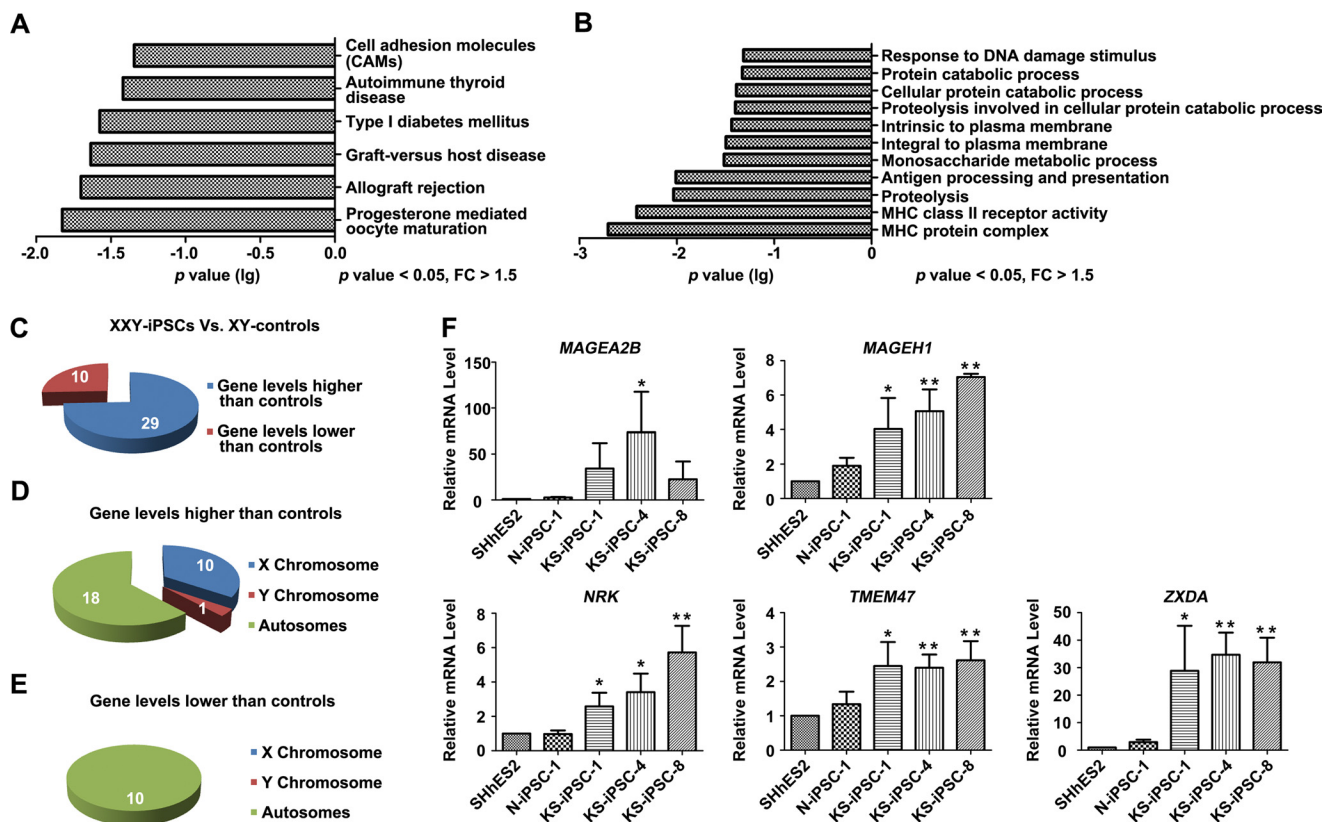 A
Cell adhesion molecules
(CAMs)
Autoimmune thyroid
disease
Type I diabetes mellitus
Graft-versus host disease
Allograft rejection
Progesterone mediated
oocyte maturation
-2.0 -1.5 -1.0 -0.5 0.0
p value (lg)
p value < 0.05, FC > 1.5
B
Response to DNA damage stimulus
Protein catabolic process
Cellular protein catabolic process
Proteolysis involved in cellular protein catabolic process
Intrinsic to plasma membrane
Integral to plasma membrane
Monosaccharide metabolic process
Antigen processing and presentation
Proteolysis
MHC class II receptor activity
MHC protein complex
-3 -2 -1 0
p value (lg)
p value < 0.05, FC > 1.5
C
XXY-iPSCs Vs. XY-controls
10
29
Gene levels higher
than controls
Gene levels lower
than controls
D
Gene levels higher than controls
10
1
18
X Chromosome
Y Chromosome
Autosomes
E
Gene levels lower than controls
10
X Chromosome
Y Chromosome
Autosomes
F
MAGEA2B
Relative mRNA Level
150
100
50
0
*
SHhES2
N-iPSC-1
KS-iPSC-1
KS-iPSC-4
KS-iPSC-8
MAGEH1
Relative mRNA Level
8
6
4
2
0
* ** **
SHhES2
N-iPSC-1
KS-iPSC-1
KS-iPSC-4
KS-iPSC-8
NRK
Relative mRNA Level
8
6
4
2
0
* * **
SHhES2
N-iPSC-1
KS-iPSC-1
KS-iPSC-4
KS-iPSC-8
TMEM47
Relative mRNA Level
4
3
2
1
0
* ** **
SHhES2
N-iPSC-1
KS-iPSC-1
KS-iPSC-4
KS-iPSC-8
ZXDA
Relative mRNA Level
50
40
30
20
10
0
* ** **
SHhES2
N-iPSC-1
KS-iPSC-1
KS-iPSC-4
KS-iPSC-8